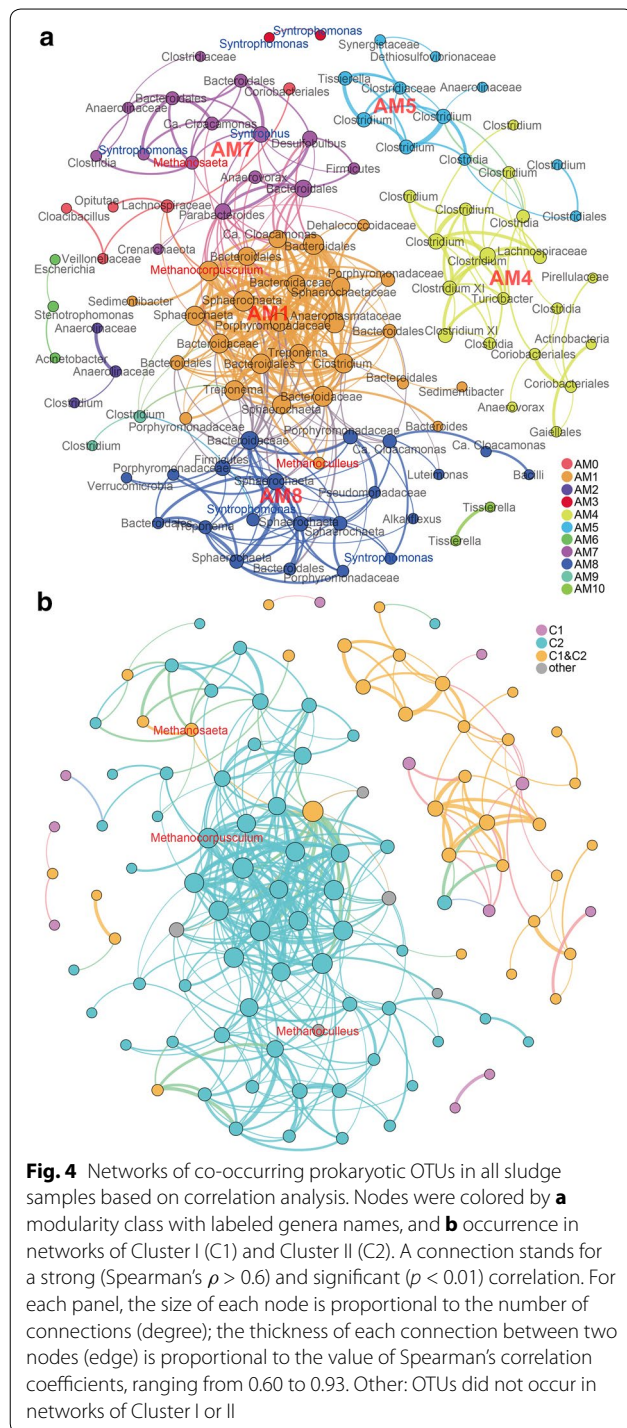 a
Syntrophomonas
Syntrophomonas
Clostridiaceae
Synergistaceae
Dethiosulfovibrionaceae
Bacteroidales
Coriobacteriales
Tissierella
Clostridiaceae
Anaerolinaceae
Anaerolinaceae
Bacteroidales
AM5
Ca. Cloacamonas
Syntrophus
Clostridium
Clostridium
Clostridium
Desulfobulbus
Syntrophomonas
AM7
Clostridium
Clostridia
Clostridium
Clostridia
Methanosaeta
Firmicutes
Clostridium
Anaerovorax
Bacteroidales
Clostridium
Clostridiales
Opitutae
Lachnospiraceae
Cloacibacillus
Parabacteroides
Clostridium
Clostridia
Dehalococcoidaceae
Crenarchaeota
Ca. Cloacamonas
Bacteroidales
Clostridium
Lachnospiraceae
Veillonellaceae
Bacteroidales
Clostridium
Escherichia
Methanocorpusculum
Porphyromonadaceae
AM4
Pirellulaceae
Bacteroidaceae
Sphaerochaetaceae
Sedimentibacter
Sphaerochaeta
Clostridium XI
Turicibacter
Clostridia
Stenotrophomonas
Sphaerochaeta
AM1
Anaeroplasmataceae
Anaerolinaceae
Porphyromonadaceae
Bacteroidales
Clostridium XI
Actinobacteria
Acinetobacter
Bacteroidaceae
Clostridia
Coriobacteriales
Anaerolinaceae
Bacteroidales
Bacteroidales
Treponema
Clostridium
Treponema
Bacteroidales
Sedimentibacter
Coriobacteriales
Clostridium
Clostridium
Bacteroidaceae
Anaerovorax
Porphyromonadaceae
Sphaerochaeta
Bacteroides
Gaiellales
Clostridium
Bacteroidaceae
Porphyromonadaceae
Ca. Cloacamonas
Ca. Cloacamonas
Firmicutes
Methanoculleus
Porphyromonadaceae
Sphaerochaeta
Luteimonas
Bacilli
Verrucomicrobia
AM8
Pseudomonadaceae
Syntrophomonas
Tissierella
Bacteroidales
Treponema
Sphaerochaeta
Alkaliflexus
Sphaerochaeta
Tissierella
Sphaerochaeta
Bacteroidales
Syntrophomonas
Porphyromonadaceae
AM0
AM1
AM2
AM3
AM4
AM5
AM6
AM7
AM8
AM9
AM10
b
C1
C2
C1&C2
other
Methanosaeta
Methanocorpusculum
Methanoculleus
Fig. 4 Networks of co-occurring prokaryotic OTUs in all sludge
samples based on correlation analysis. Nodes were colored by a
modularity class with labeled genera names, and b occurrence in
networks of Cluster I (C1) and Cluster II (C2). A connection stands for
a strong (Spearman's ρ > 0.6) and significant (p < 0.01) correlation. For
each panel, the size of each node is proportional to the number of
connections (degree); the thickness of each connection between two
nodes (edge) is proportional to the value of Spearman's correlation
coefficients, ranging from 0.60 to 0.93. Other: OTUs did not occur in
networks of Cluster I or II